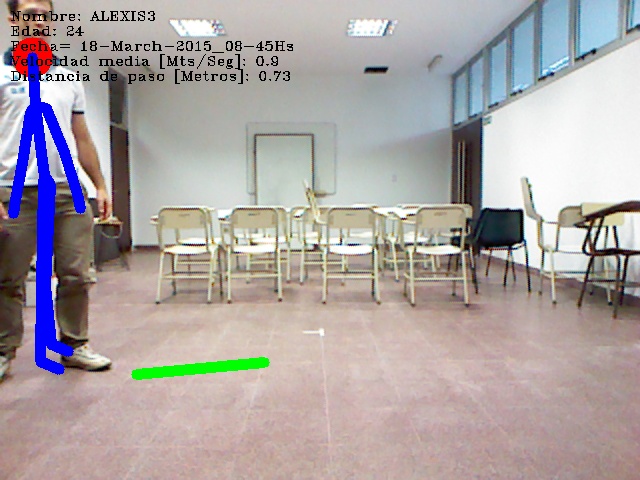 Nombre: ALEXIS3
Edad: 24
Fecha= 18-March-2015_08-45Hs
Velocidad media [Mts/Seg]: 0.9
Distancia de paso [Metros]: 0.73